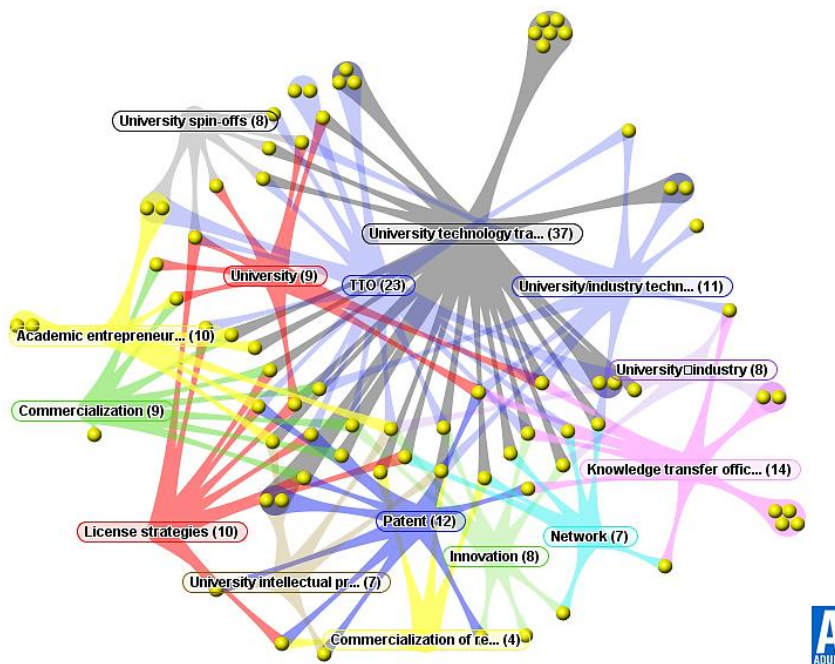 University spin-offs (8)
University technology tra... (37)
University (9)
TTO (23)
University/industry techn... (11)
Academic entrepreneur... (10)
University□industry (8)
Commercialization (9)
Knowledge transfer offic... (14)
License strategies (10)
Patent (12)
Network (7)
Innovation (8)
University intellectual pr... (7)
Commercialization of re... (4)
A